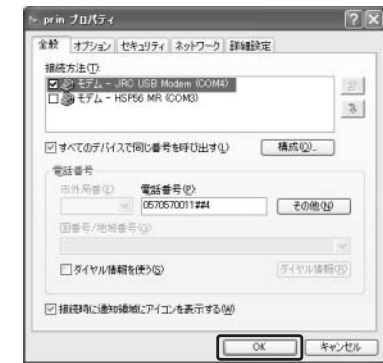 prin プロパティ
全般 オプション セキュリティ ネットワーク 詳細設定
接続方法(T):
モデム - JRC USB Modem (COM4)
モデム - HSP56 MR (COM3)
すべてのデバイスで同じ番号を呼び出す(L) 構成(O)...
電話番号
市外局番(E): 電話番号(P):
0570570011##4 その他(N)
国番号/地域番号(G):
ダイヤル情報を使う(S) ダイヤル情報(R)
接続時に通知領域にアイコンを表示する(W)
OK キャンセル